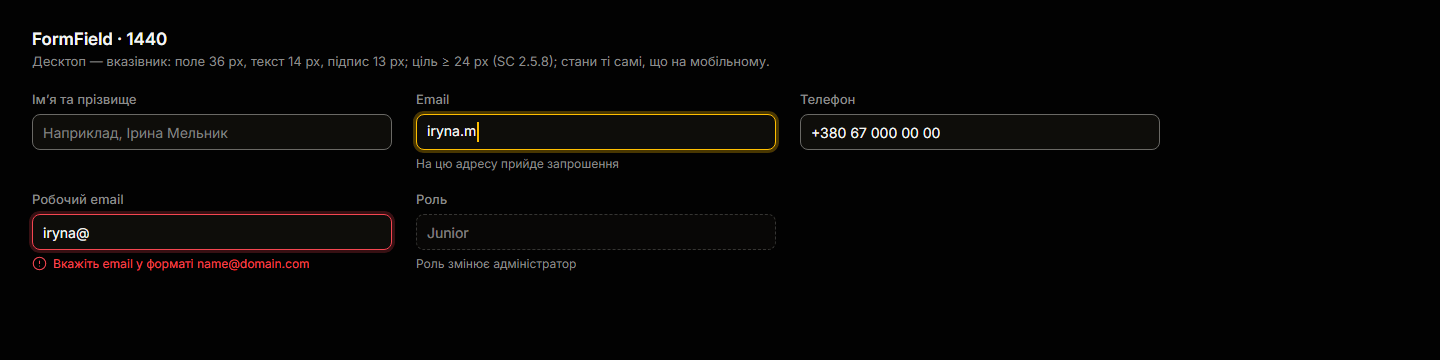 FormField · 1440
Десктоп — вказівник: поле 36 px, текст 14 px, підпис 13 px; ціль ≥ 24 px (SC 2.5.8); стани ті самі, що на мобільному.
Ім’я та прізвище
Наприклад, Ірина Мельник
Email
iryna.m
На цю адресу прийде запрошення
Телефон
+380 67 000 00 00
Робочий email
iryna@
Вкажіть email у форматі name@domain.com
Роль
Junior
Роль змінює адміністратор